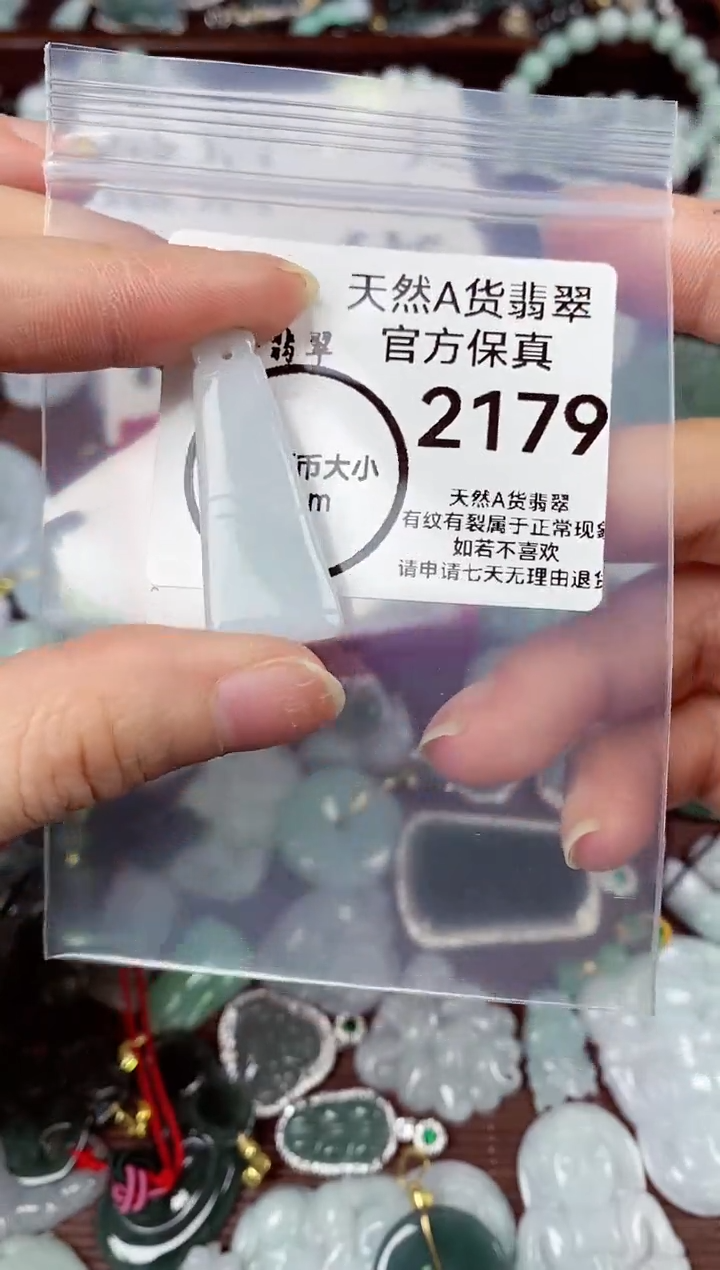 天然A货翡翠
官方保真
翡翠
2179
币大小
m
天然A货翡翠
有纹有裂属于正常现象
如若不喜欢
请申请七天无理由退货